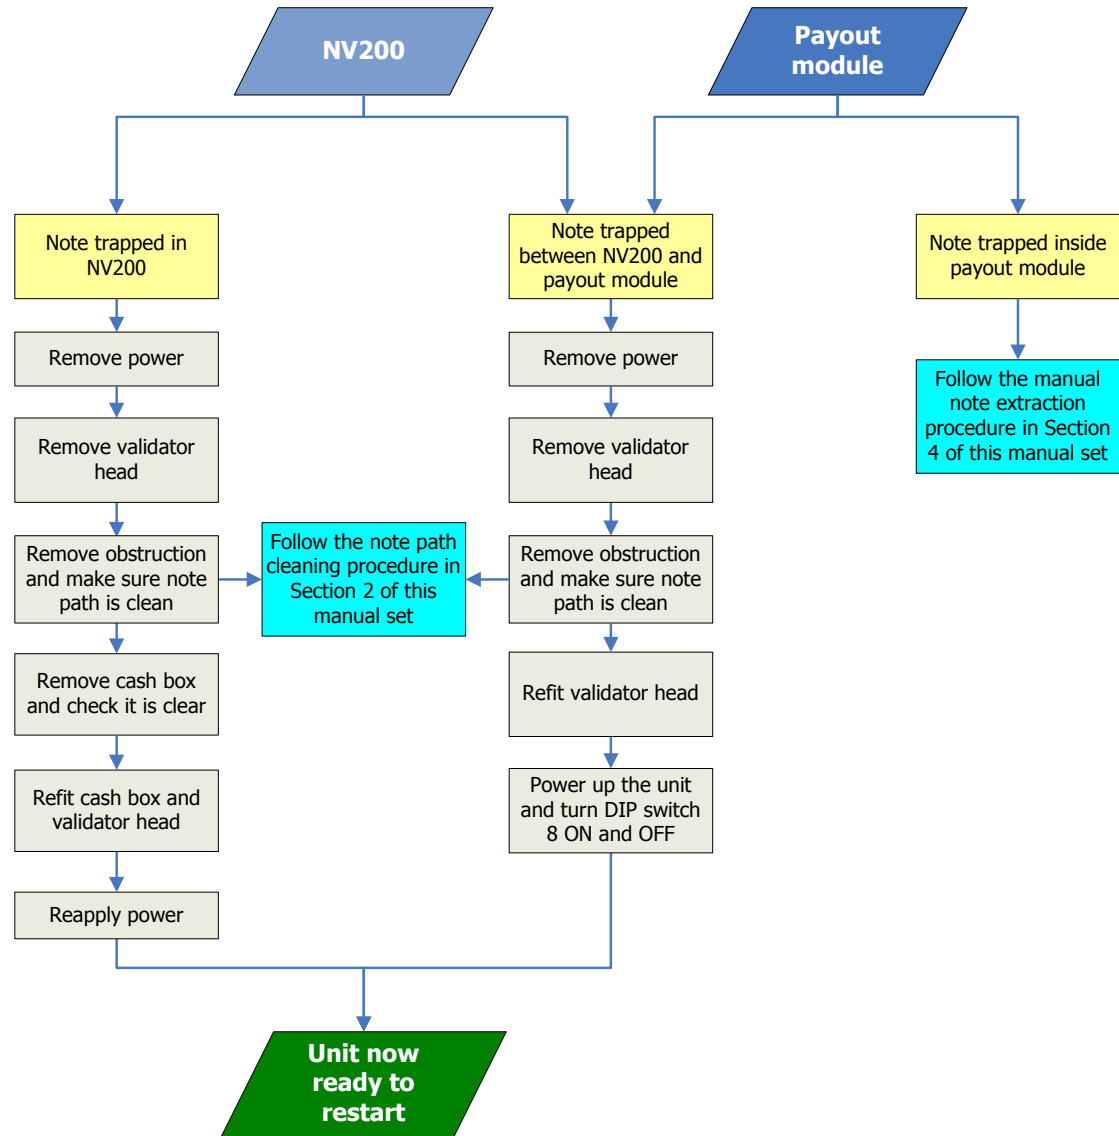 NV200
Payout
module
Note trapped in
NV200
Note trapped
between NV200 and
payout module
Note trapped inside
payout module
Remove power
Remove power
Follow the manual
note extraction
procedure in Section
4 of this manual set
Remove validator
head
Remove validator
head
Remove obstruction
and make sure note
path is clean
Follow the note path
cleaning procedure in
Section 2 of this
manual set
Remove obstruction
and make sure note
path is clean
Remove cash box
and check it is clear
Refit validator head
Refit cash box and
validator head
Power up the unit
and turn DIP switch
8 ON and OFF
Reapply power
Unit now
ready to
restart